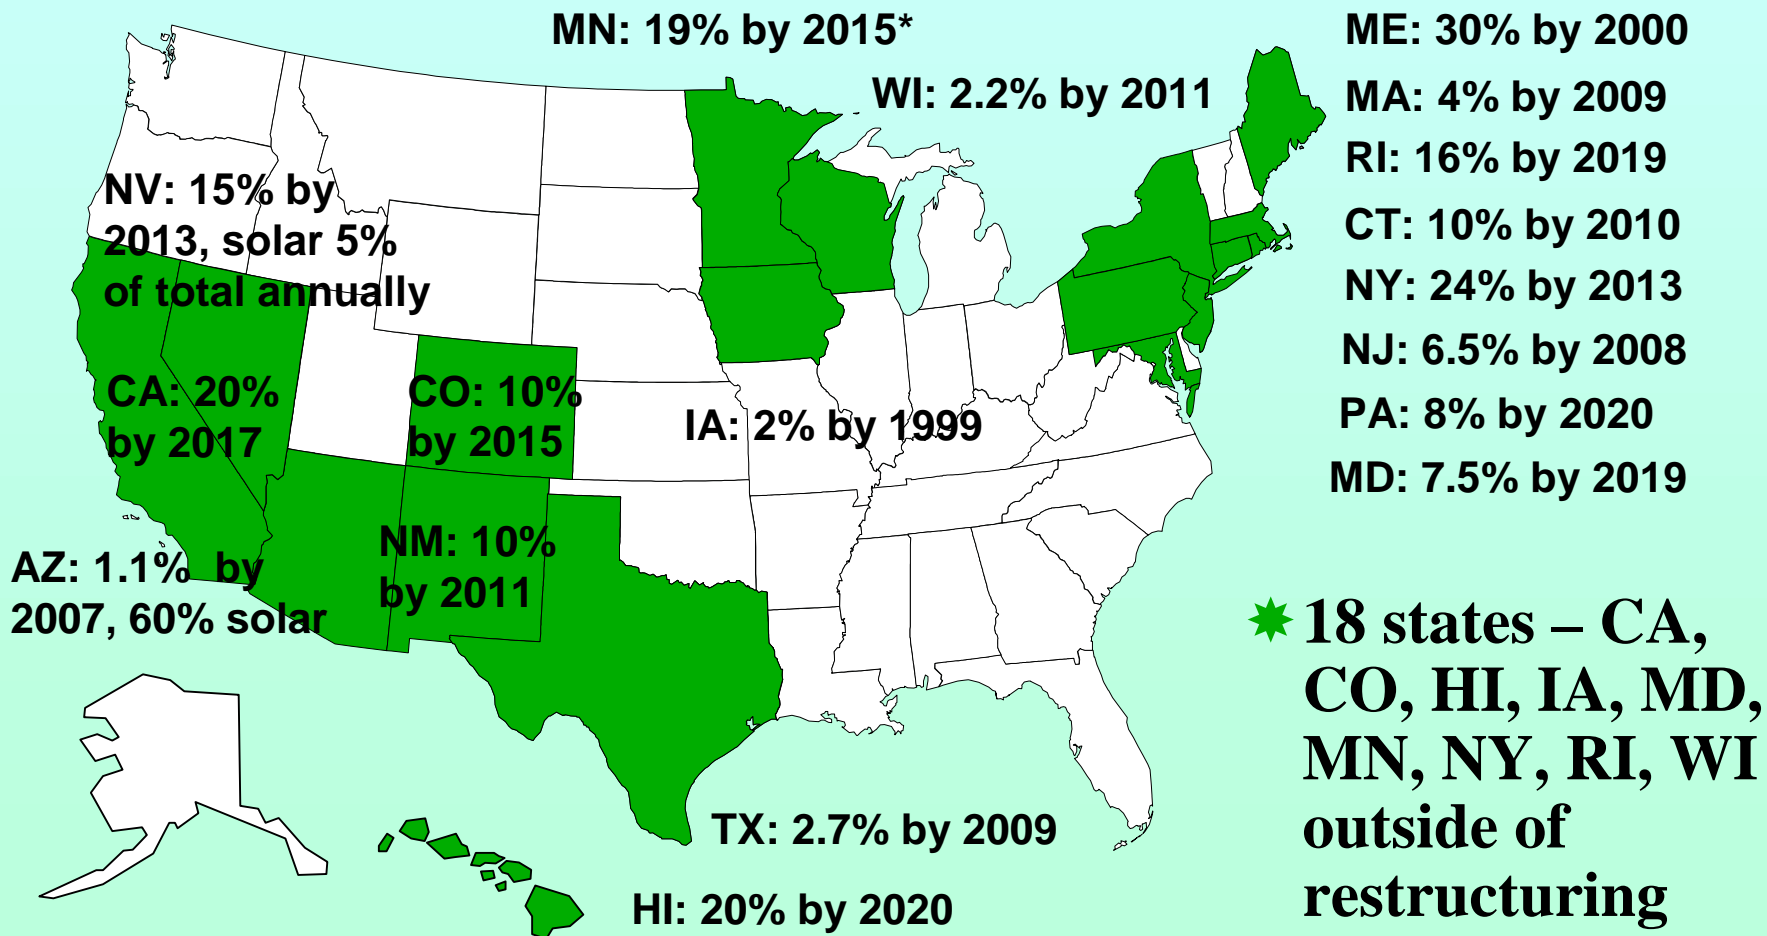 MN: 19% by 2015*
WI: 2.2% by 2011
ME: 30% by 2000
MA: 4% by 2009
RI: 16% by 2019
CT: 10% by 2010
NY: 24% by 2013
NJ: 6.5% by 2008
PA: 8% by 2020
MD: 7.5% by 2019
NV: 15% by
2013, solar 5%
of total annually
CA: 20%
by 2017
CO: 10%
by 2015
IA: 2% by 1999
NM: 10%
by 2011
AZ: 1.1% by
2007, 60% solar
TX: 2.7% by 2009
HI: 20% by 2020
18 states – CA,
CO, HI, IA, MD,
MN, NY, RI, WI
outside of
restructuring